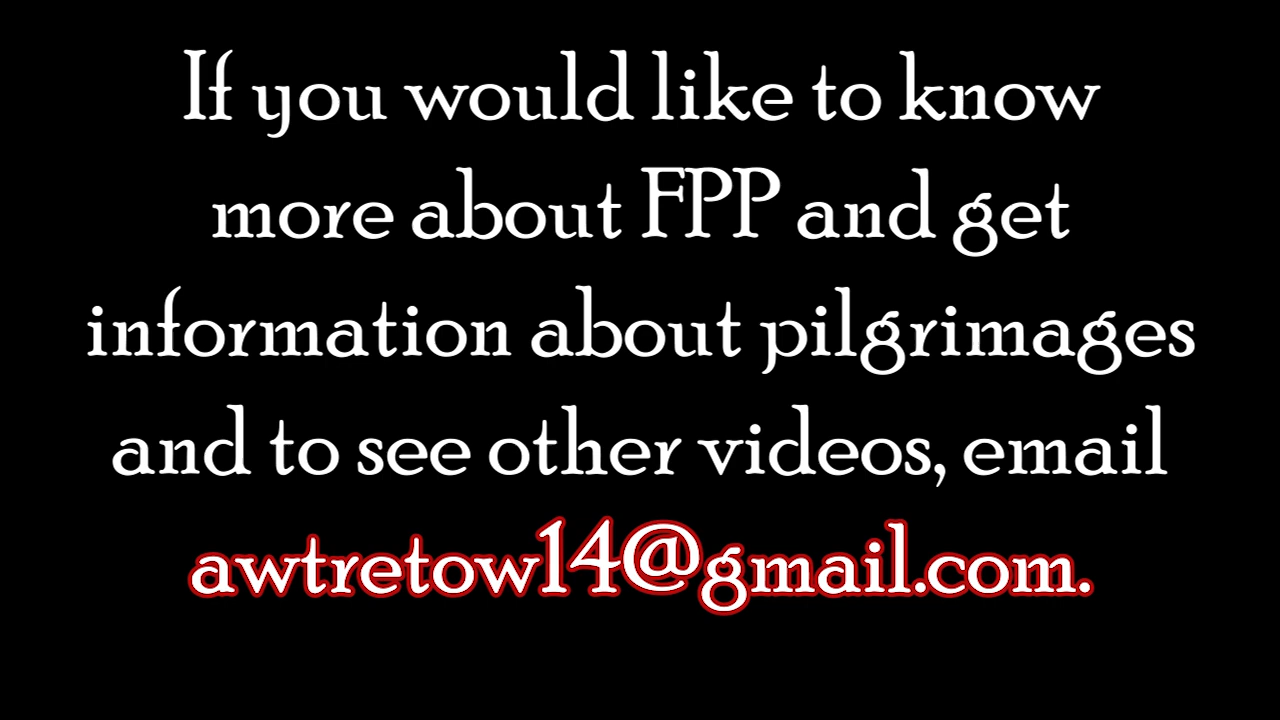 If you would like to know
more about FPP and get
information about pilgrimages
and to see other videos, email
awtretow14@gmail.com.